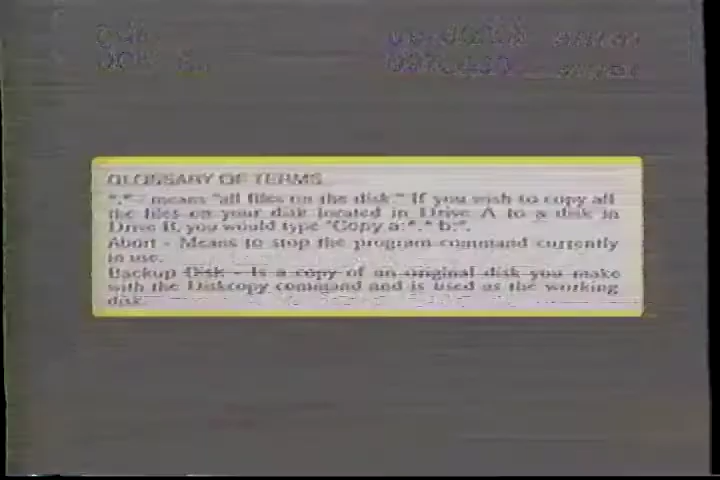 GLOSSARY OF TERMS
"*.*" - means "all files on the disk." If you wish to copy all
the files on your disk located in Drive A to a disk in
Drive B, you would type "Copy a:*.* b:".
Abort - Means to stop the program command currently
in use.
Backup Disk - Is a copy of an original disk you make
with the Diskcopy command and is used as the working
disk.